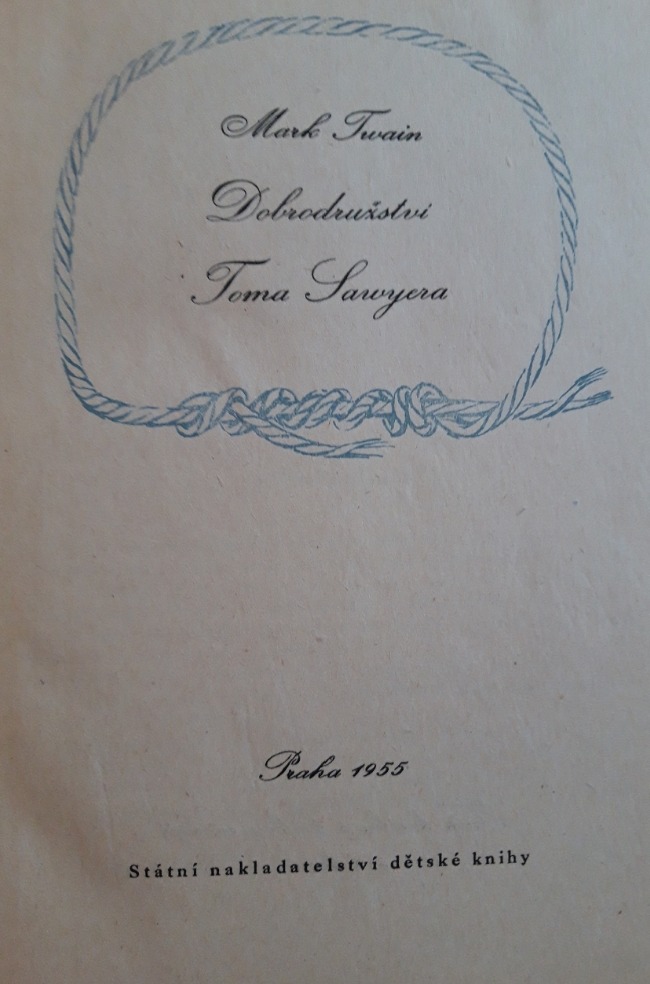 Mark Twain
Dobrodružství
Toma Sawyera
Praha 1955
Státní nakladatelství dětské knihy